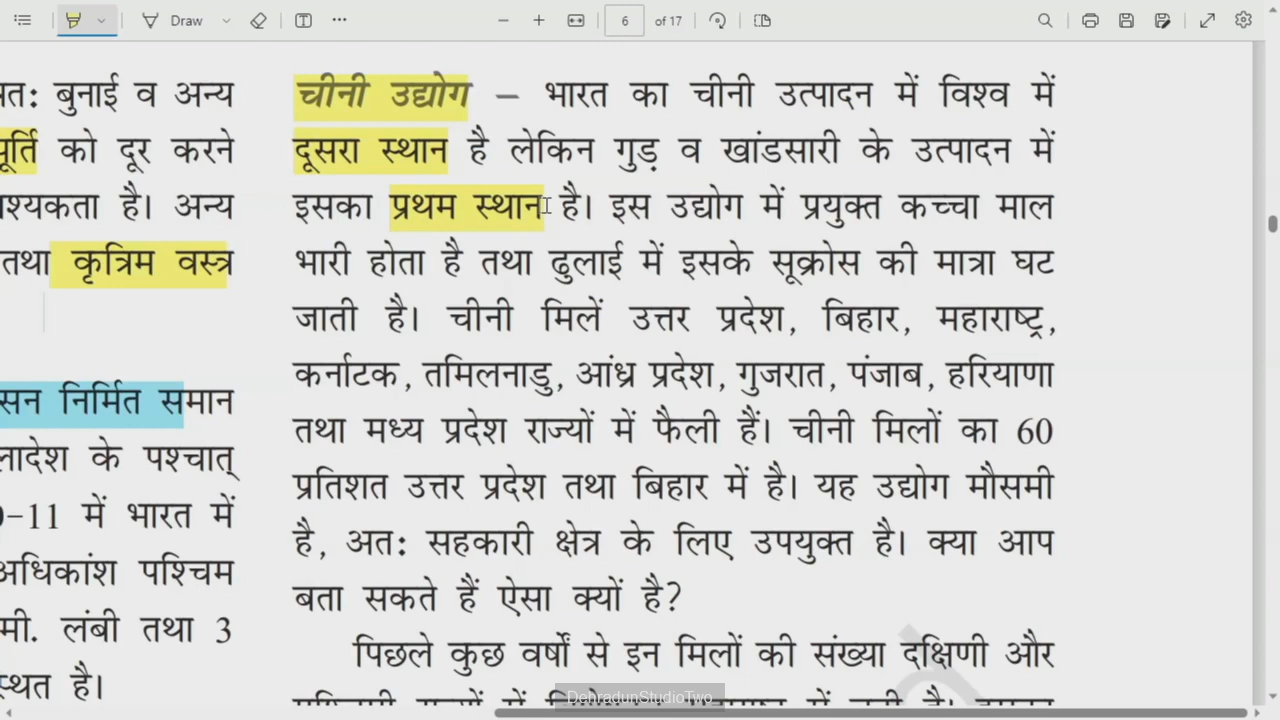 Draw
6
of 17
अत: बुनाई व अन्य
पूर्ति को दूर करने
श्यकता है। अन्य
तथा कृत्रिम वस्त्र
सन निर्मित समान
लादेश के पश्चात्
-11 में भारत में
अधिकांश पश्चिम
मी. लंबी तथा 3
स्थत है।
चीनी उद्योग – भारत का चीनी उत्पादन में विश्व में
दूसरा स्थान है लेकिन गुड़ व खांडसारी के उत्पादन में
इसका प्रथम स्थान है। इस उद्योग में प्रयुक्त कच्चा माल
भारी होता है तथा ढुलाई में इसके सूक्रोस की मात्रा घट
जाती है। चीनी मिलें उत्तर प्रदेश, बिहार, महाराष्ट्र,
कर्नाटक, तमिलनाडु, आंध्र प्रदेश, गुजरात, पंजाब, हरियाणा
तथा मध्य प्रदेश राज्यों में फैली हैं। चीनी मिलों का 60
प्रतिशत उत्तर प्रदेश तथा बिहार में है। यह उद्योग मौसमी
है, अत: सहकारी क्षेत्र के लिए उपयुक्त है। क्या आप
बता सकते हैं ऐसा क्यों है?
पिछले कुछ वर्षों से इन मिलों की संख्या दक्षिणी और
DehradunStudioTwo